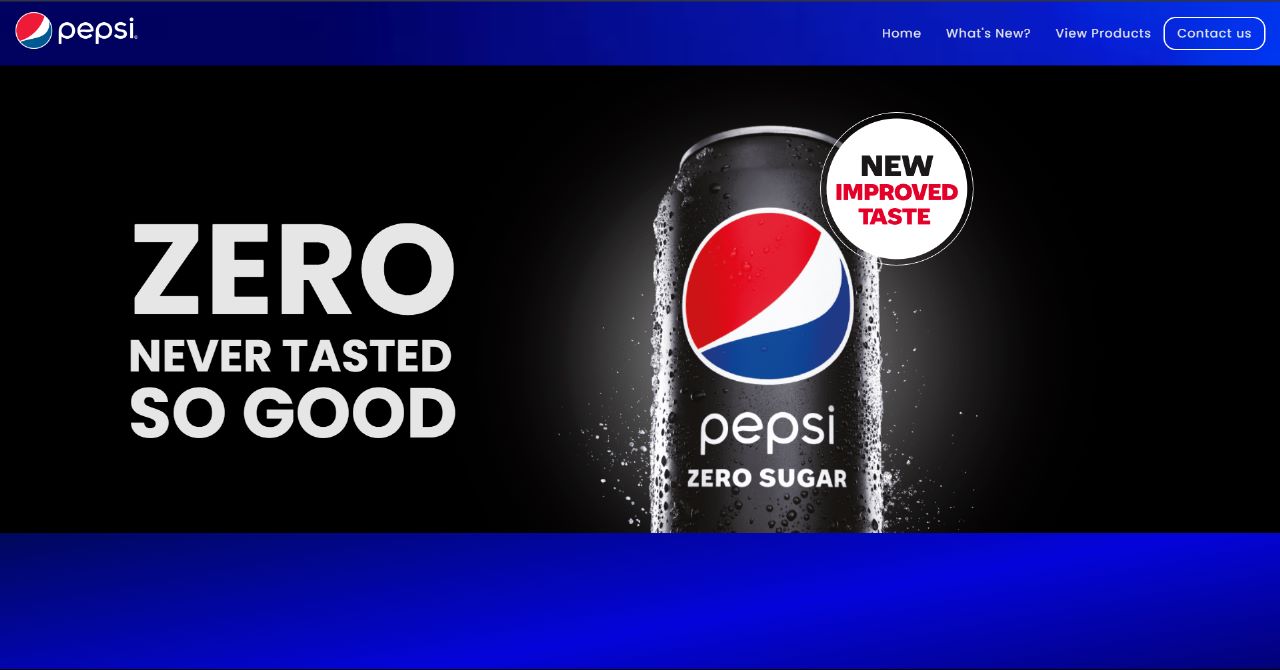 pepsi
Home What's New? View Products Contact us
NEW
IMPROVED
TASTE
ZERO
NEVER TASTED
SO GOOD
pepsi
ZERO SUGAR